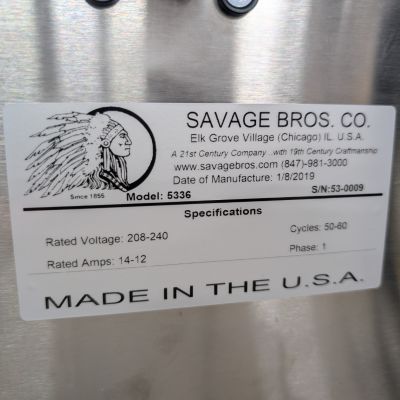 SAVAGE BROS. CO.
Elk Grove Village (Chicago) IL. U.S.A.
A 21st Century Company ..with 19th Century Craftmanship
www.savagebros.com (847)-981-3000
Date of Manufacture: 1/8/2019
Since 1855
Model: 5336
S/N:53-0009
Specifications
Rated Voltage: 208-240
Cycles: 50-60
Rated Amps: 14-12
Phase: 1
MADE IN THE U.S.A.